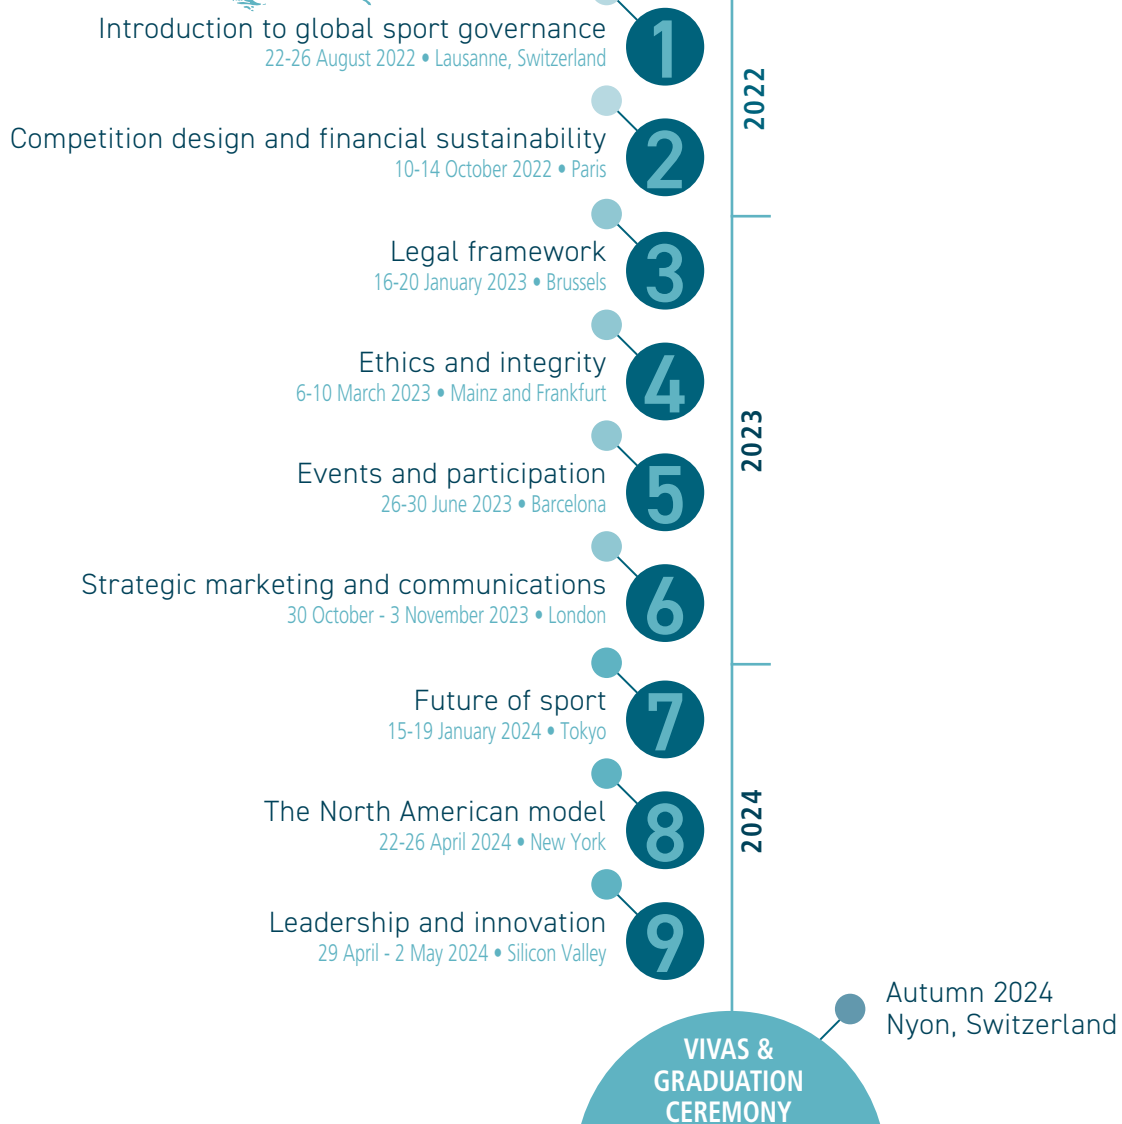 Introduction to global sport governance
22-26 August 2022 • Lausanne, Switzerland
1
2022
Competition design and financial sustainability
10-14 October 2022 • Paris
2
Legal framework
16-20 January 2023 • Brussels
3
Ethics and integrity
6-10 March 2023 • Mainz and Frankfurt
4
2023
Events and participation
26-30 June 2023 • Barcelona
5
Strategic marketing and communications
30 October - 3 November 2023 • London
6
Future of sport
15-19 January 2024 • Tokyo
7
The North American model
22-26 April 2024 • New York
8
2024
Leadership and innovation
29 April - 2 May 2024 • Silicon Valley
9
Autumn 2024
Nyon, Switzerland
VIVAS &
GRADUATION
CEREMONY